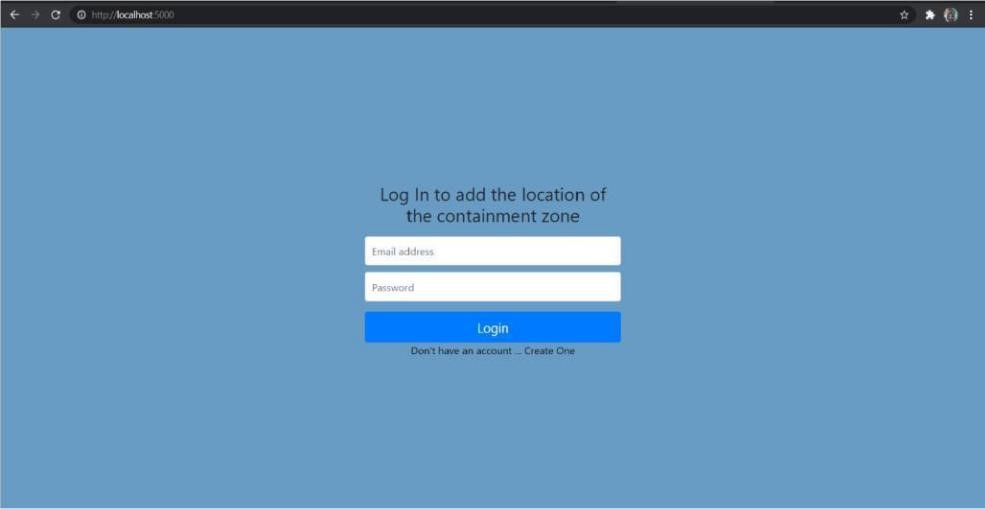 http://localhost:5000
Log In to add the location of
the containment zone
Email address
Password
Login
Don't have an account ... Create One